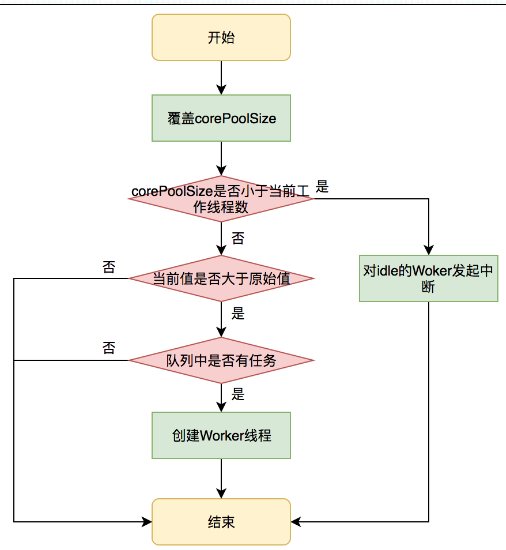 开始
覆盖corePoolSize
corePoolSize是否小于当前工
作线程数
是
否
当前值是否大于原始值
否
对idle的Woker发起中
断
是
队列中是否有任务
否
是
创建Worker线程
结束